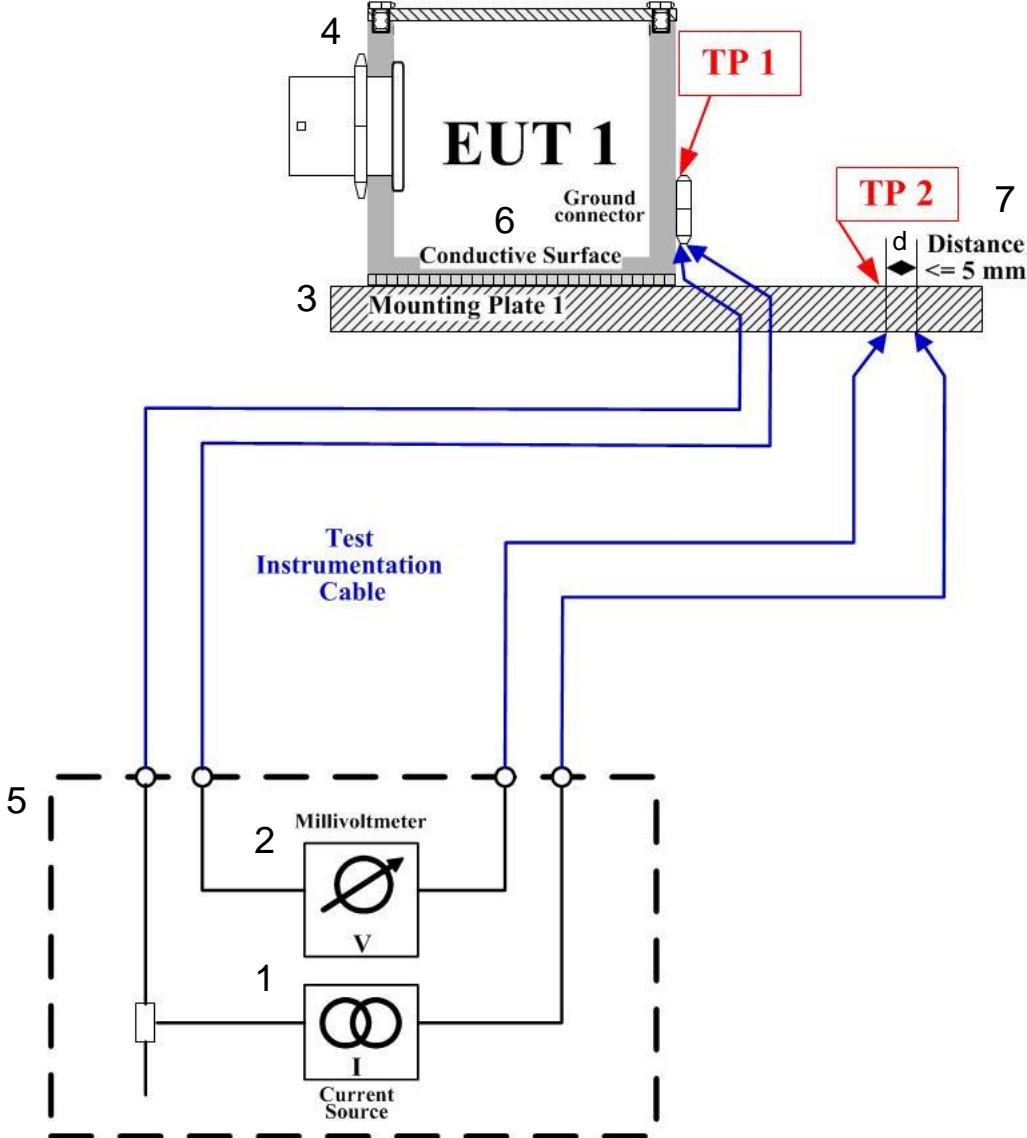 4
TP 1
EUT 1
Ground
connector
TP 2
7
6
d
Distance
<= 5 mm
Conductive Surface
3
Mounting Plate 1
Test
Instrumentation
Cable
5
Millivoltmeter
2
V
1
I
Current
Source